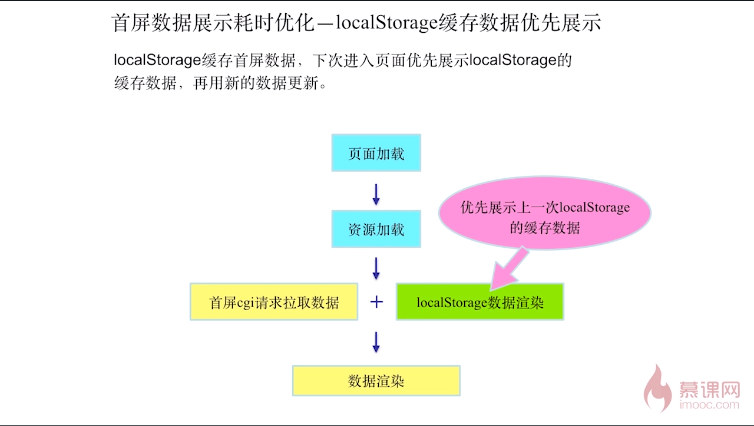 首屏数据展示耗时优化—localStorage缓存数据优先展示
localStorage缓存首屏数据，下次进入页面优先展示localStorage的
缓存数据，再用新的数据更新。
页面加载
资源加载
优先展示上一次localStorage
的缓存数据
首屏cgi请求拉取数据
+
localStorage数据渲染
数据渲染
慕课网
imooc.com